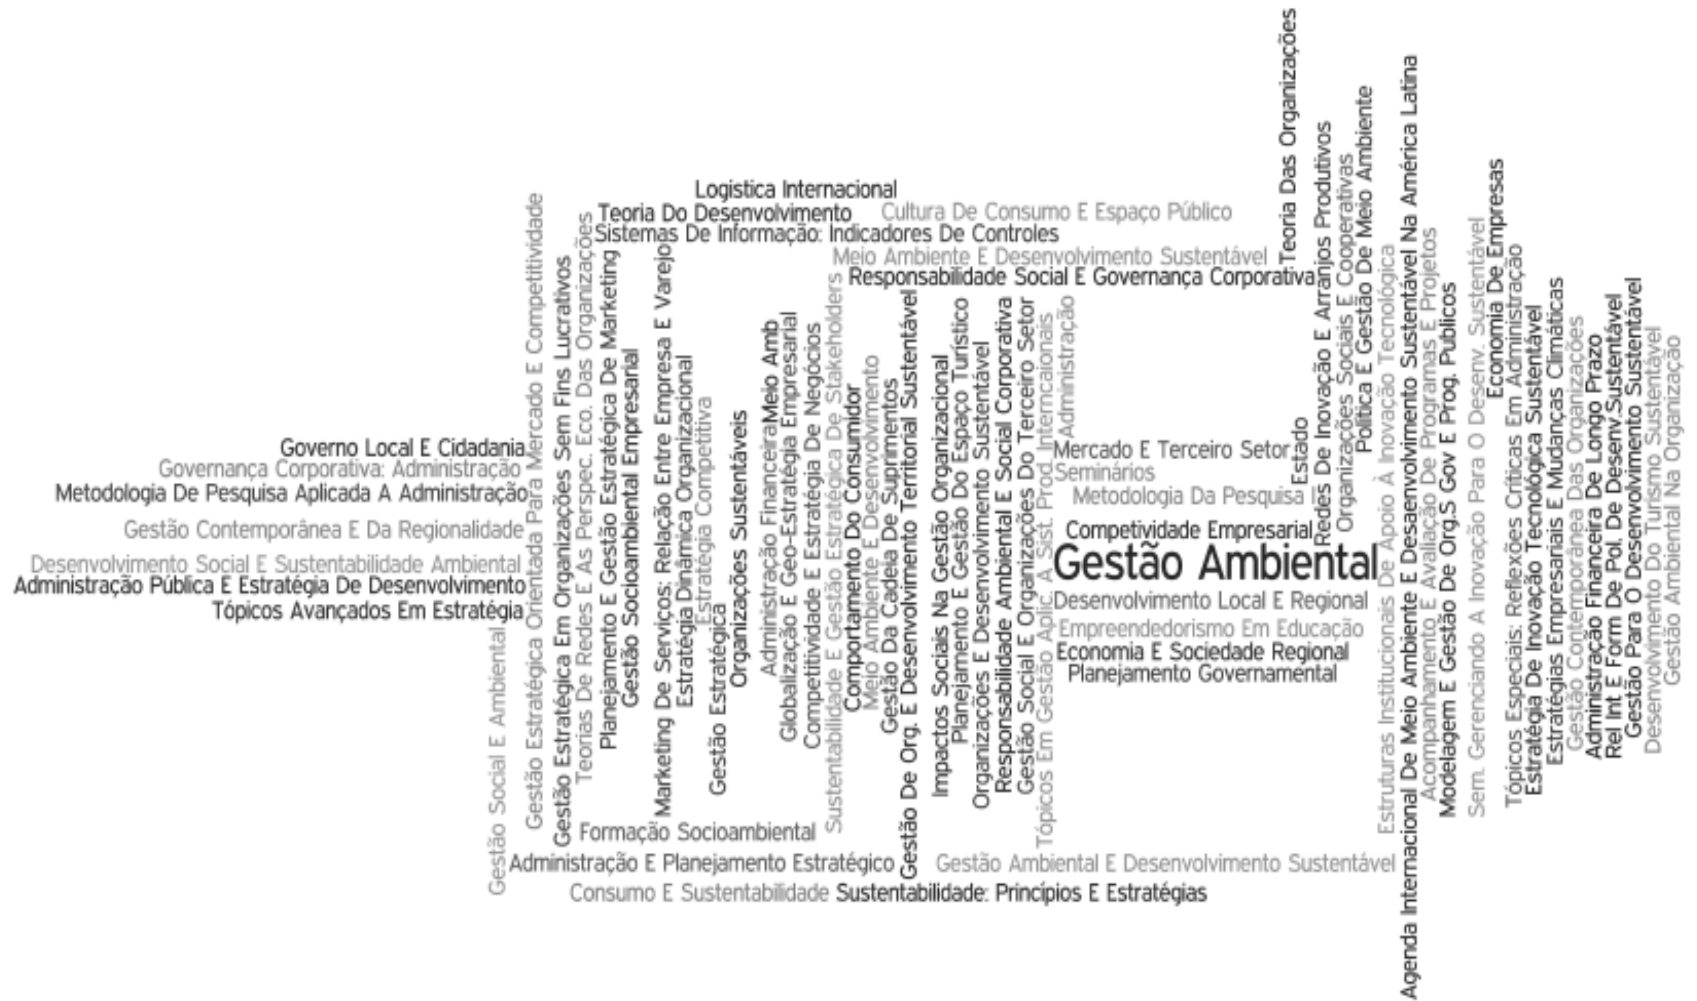 Logistica Internacional
Teoria Do Desenvolvimento
Cultura De Consumo E Espaço Público
Sistemas De Informação: Indicadores De Controles
Meio Ambiente E Desenvolvimento Sustentável
Responsabilidade Social E Governança Corporativa
Governo Local E Cidadania
Governança Corporativa: Administração
Metodologia De Pesquisa Aplicada A Administração
Gestão Contemporânea E Da Regionalidade
Desenvolvimento Social E Sustentabilidade Ambiental
Administração Pública E Estratégia De Desenvolvimento
Tópicos Avançados Em Estratégia
Gestão Social E Ambiental
Gestão Estratégica Orientada Para Mercado E Competitividade
Gestão Estratégica Em Organizações Sem Fins Lucrativos
Teorias De Redes E As Perspec. Eco. Das Organizações
Planejamento E Gestão Estratégica De Marketing
Gestão Socioambiental Empresarial
Marketing De Serviços: Relação Entre Empresa E Varejo
Estratégia Dinâmica Organizacional
Estratégia Competitiva
Gestão Estratégica
Organizações Sustentáveis
Administração Financeira
Meio Amb
Globalização E Geo-Estratégia Empresarial
Competitividade E Estratégia De Negócios
Sustentabilidade E Gestão Estratégica De Stakeholders
Comportamento Do Consumidor
Meio Ambiente E Desenvolvimento
Gestão Da Cadeia De Suprimentos
Gestão De Org. E Desenvolvimento Territorial Sustentável
Impactos Sociais Na Gestão Organizacional
Planejamento E Gestão Do Espaço Turístico
Organizações E Desenvolvimento Sustentável
Responsabilidade Ambiental E Social Corporativa
Gestão Social E Organizações Do Terceiro Setor
Tópicos Em Gestão Aplic. A Sist. Prod. Interncaionais
Administração
Mercado E Terceiro Setor
Seminários
Metodologia Da Pesquisa I
Competividade Empresarial
Gestão Ambiental
Desenvolvimento Local E Regional
Empreendedorismo Em Educação
Economia E Sociedade Regional
Planejamento Governamental
Teoria Das Organizações
Estado
Redes De Inovação E Arranjos Produtivos
Organizações Sociais E Cooperativas
Política E Gestão De Meio Ambiente
Estruturas Institucionais De Apoio À Inovação Tecnológica
Agenda Internacional De Meio Ambiente E Desaenvolvimento Sustentável Na América Latina
Acompanhamento E Avaliação De Programas E Projetos
Modelagem E Gestão De Org.S Gov E Prog. Públicos
Sem. Gerenciando A Inovação Para O Desenv. Sustentável
Economia De Empresas
Tópicos Especiais: Reflexões Críticas Em Administração
Estratégia De Inovação Tecnológica Sustentável
Estratégias Empresariais E Mudanças Climáticas
Gestão Contemporânea Das Organizações
Administração Financeira De Longo Prazo
Rel Int E Form De Pol. De Desenv.Sustentável
Gestão Para O Desenvolvimento Sustentável
Desenvolvimento Do Turismo Sustentável
Gestão Ambiental Na Organização
Formação Socioambiental
Administração E Planejamento Estratégico
Gestão Ambiental E Desenvolvimento Sustentável
Consumo E Sustentabilidade
Sustentabilidade: Princípios E Estratégias